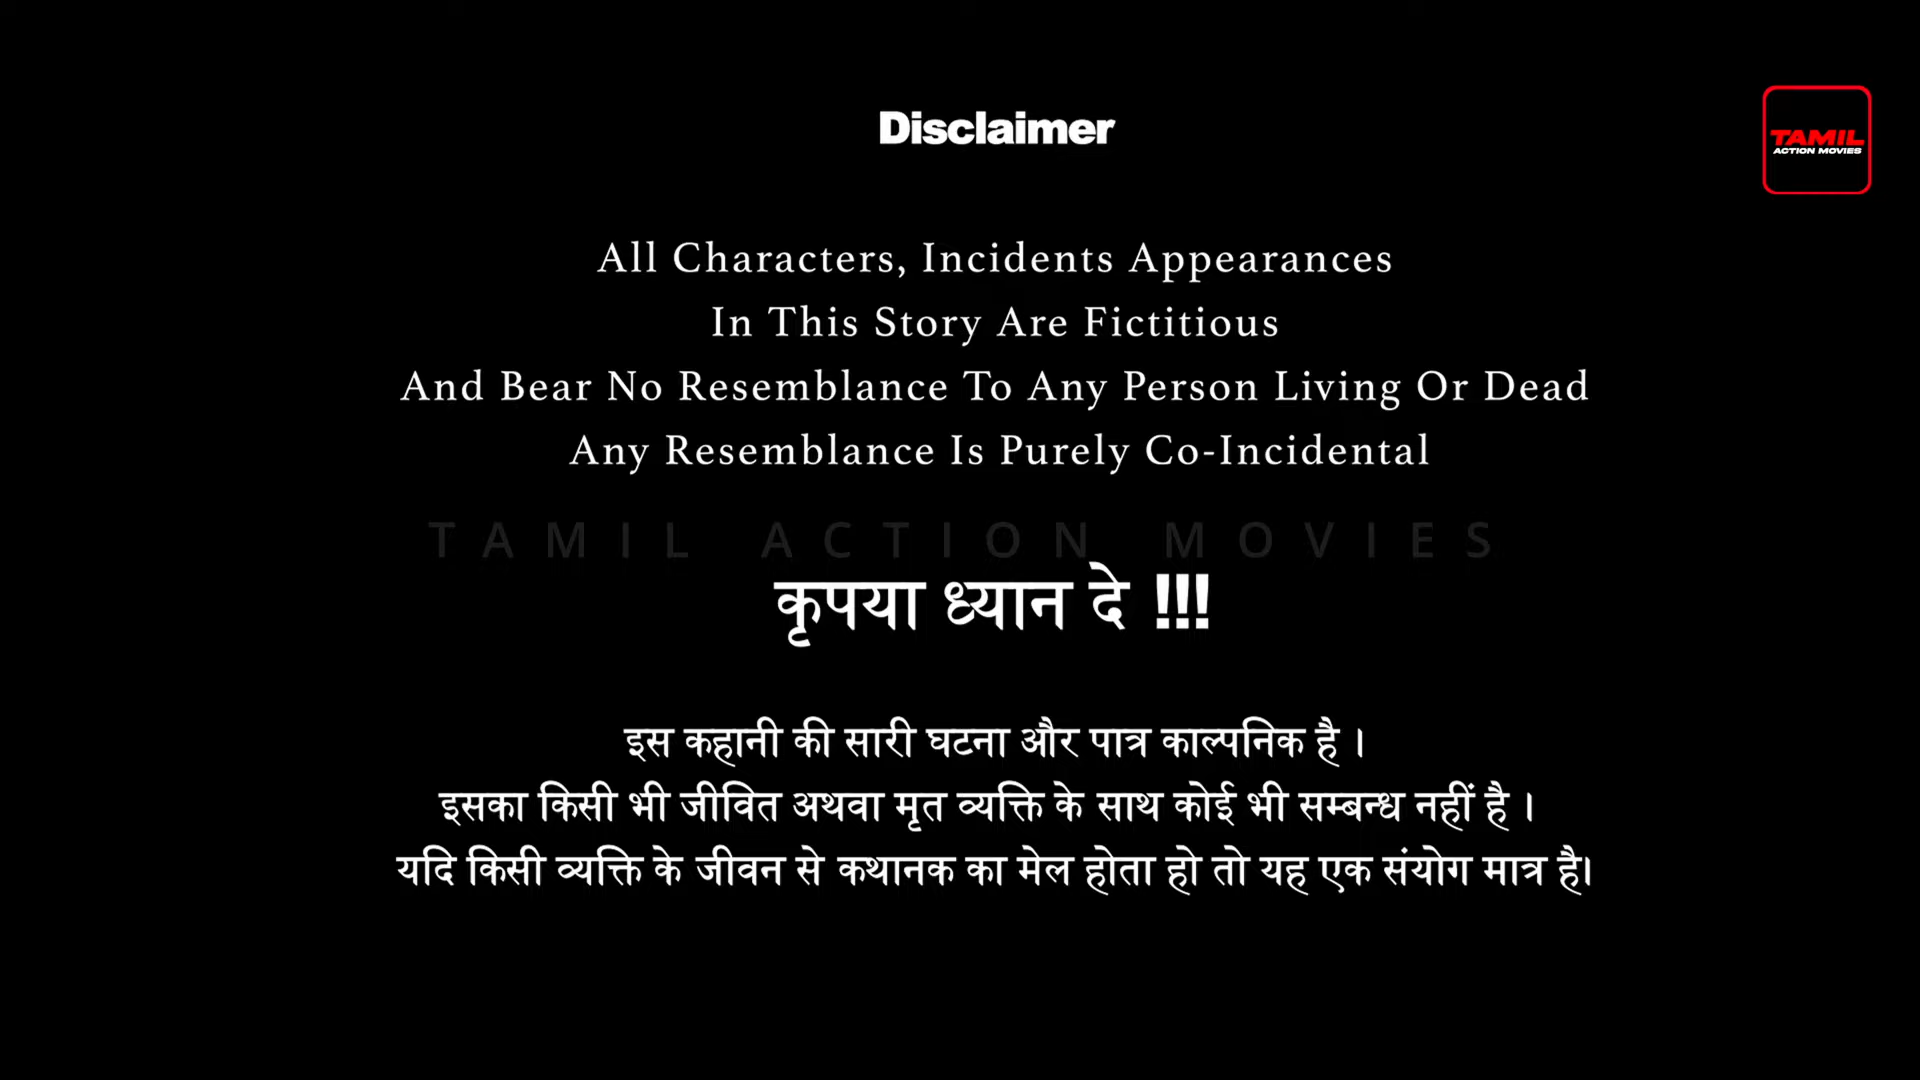 Disclaimer
TAMIL
ACTION MOVIES
All Characters, Incidents Appearances
In This Story Are Fictitious
And Bear No Resemblance To Any Person Living Or Dead
Any Resemblance Is Purely Co-Incidental
TAMIL ACTION MOVIES
कृपया ध्यान दे !!!
इस कहानी की सारी घटना और पात्र काल्पनिक है ।
इसका किसी भी जीवित अथवा मृत व्यक्ति के साथ कोई भी सम्बन्ध नहीं है ।
यदि किसी व्यक्ति के जीवन से कथानक का मेल होता हो तो यह एक संयोग मात्र है।